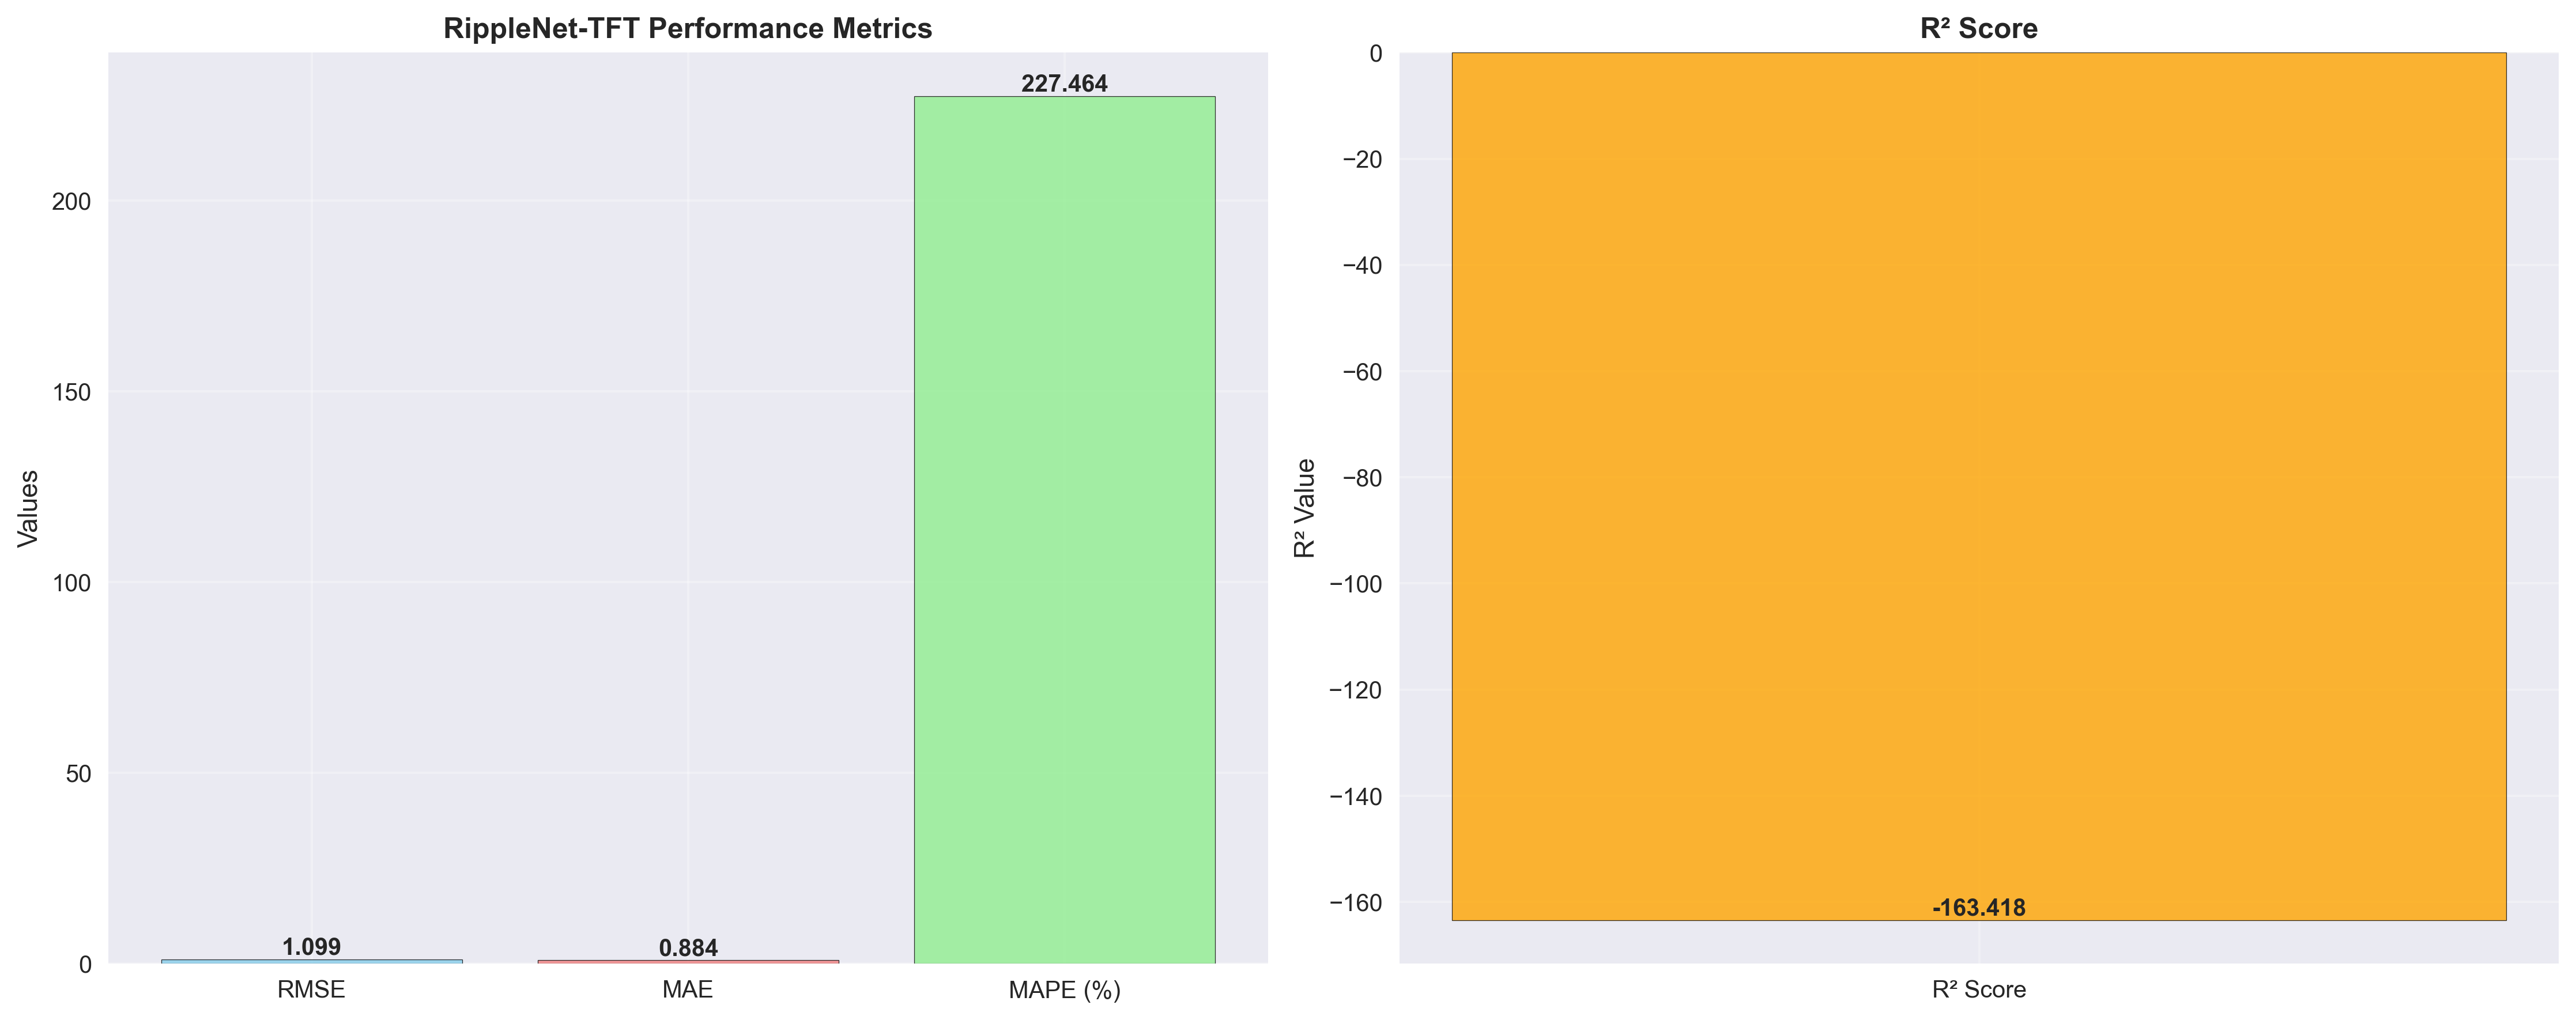 RippleNet-TFT Performance Metrics
Values
200
150
100
50
0
1.099
0.884
227.464
RMSE
MAE
MAPE (%)
R² Score
R² Value
0
−20
−40
−60
−80
−100
−120
−140
−160
-163.418
R² Score